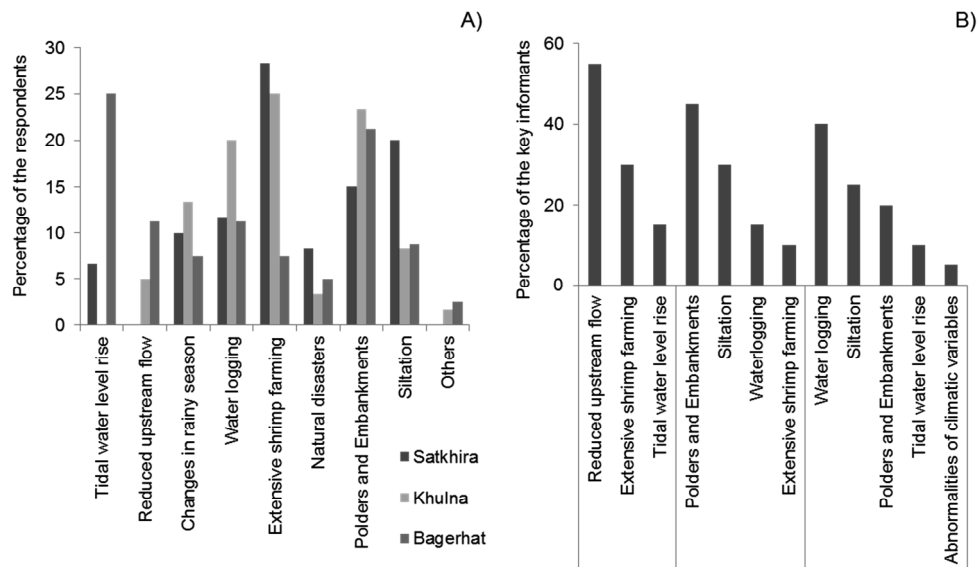 A)
Percentage of the respondents
30
25
20
15
10
5
0
Tidal water level rise
Reduced upstream flow
Changes in rainy season
Water logging
Extensive shrimp farming
Natural disasters
Polders and Embankments
Siltation
Others
Satkhira
Khulna
Bagerhat
B)
Percentage of the key informants
60
40
20
0
Reduced upstream flow
Extensive shrimp farming
Tidal water level rise
Polders and Embankments
Siltation
Waterlogging
Extensive shrimp farming
Water logging
Siltation
Polders and Embankments
Tidal water level rise
Abnormalities of climatic variables